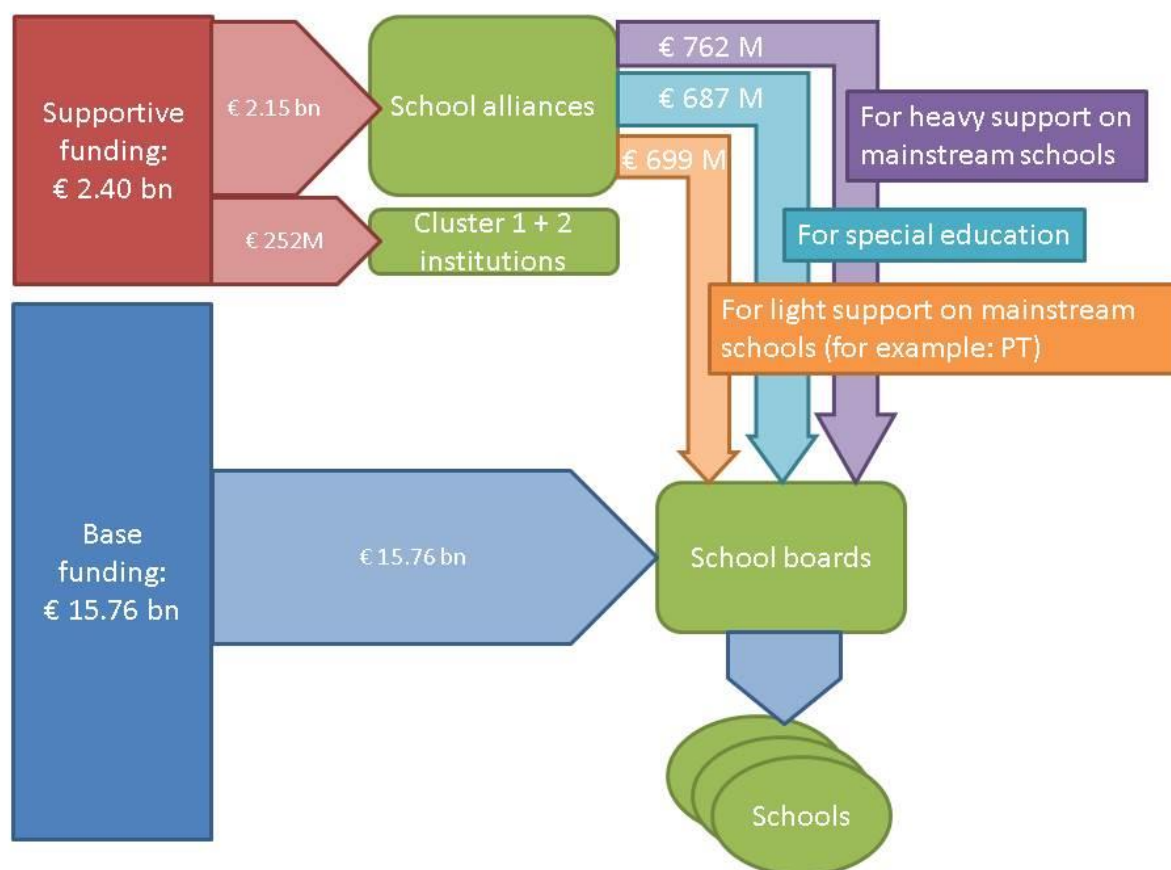 Supportive
funding:
€ 2.40 bn
€ 2.15 bn
School alliances
€ 762 M
€ 687 M
€ 699 M
For heavy support on
mainstream schools
€ 252M
Cluster 1 + 2
institutions
For special education
For light support on mainstream
schools (for example: PT)
Base
funding:
€ 15.76 bn
€ 15.76 bn
School boards
Schools